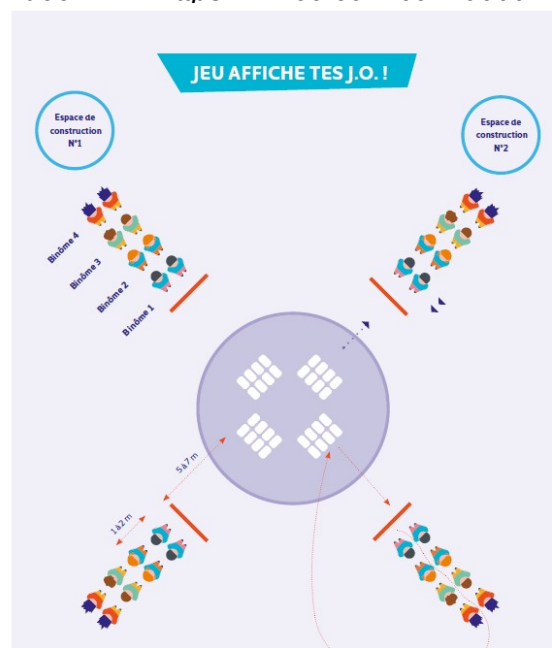 JEU AFFICHE TES J.O. !
Espace de
construction
N°1
Espace de
construction
N°2
Binôme 4
Binôme 3
Binôme 2
Binôme 1
5 à 7 m
1 à 2 m